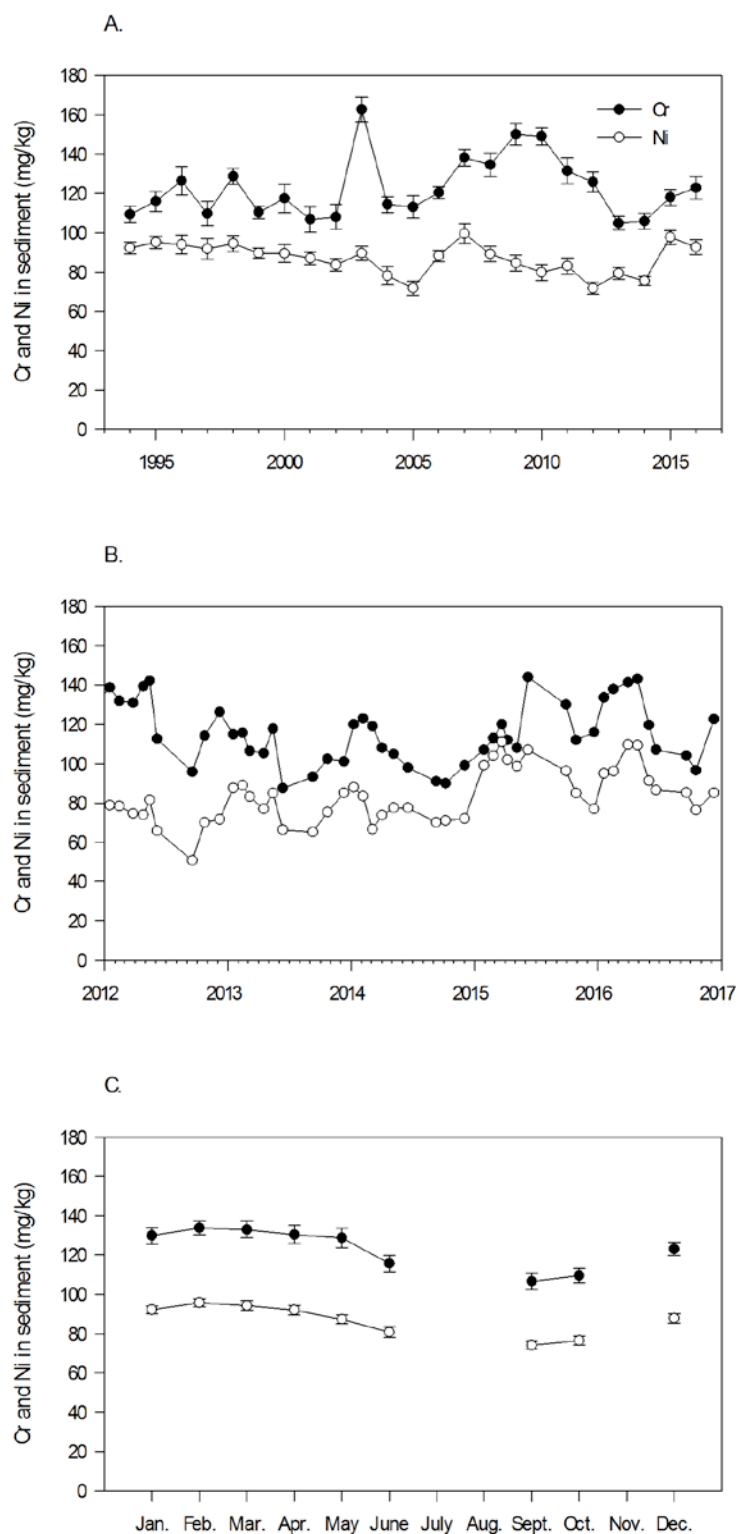 A.
Cr and Ni in sediment (mg/kg)
180
160
140
120
100
80
60
40
20
0
Cr
Ni
1995 2000 2005 2010 2015
B.
Cr and Ni in sediment (mg/kg)
180
160
140
120
100
80
60
40
20
0
2012 2013 2014 2015 2016 2017
C.
Cr and Ni in sediment (mg/kg)
180
160
140
120
100
80
60
40
20
0
Jan. Feb. Mar. Apr. May June July Aug. Sept. Oct. Nov. Dec.